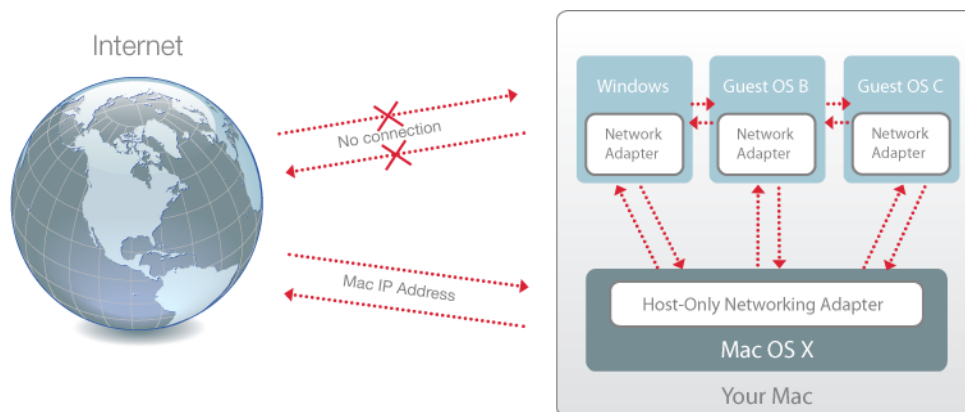 Internet
No connection
Mac IP Address
Windows
Guest OS B
Guest OS C
Network
Adapter
Network
Adapter
Network
Adapter
Host-Only Networking Adapter
Mac OS X
Your Mac